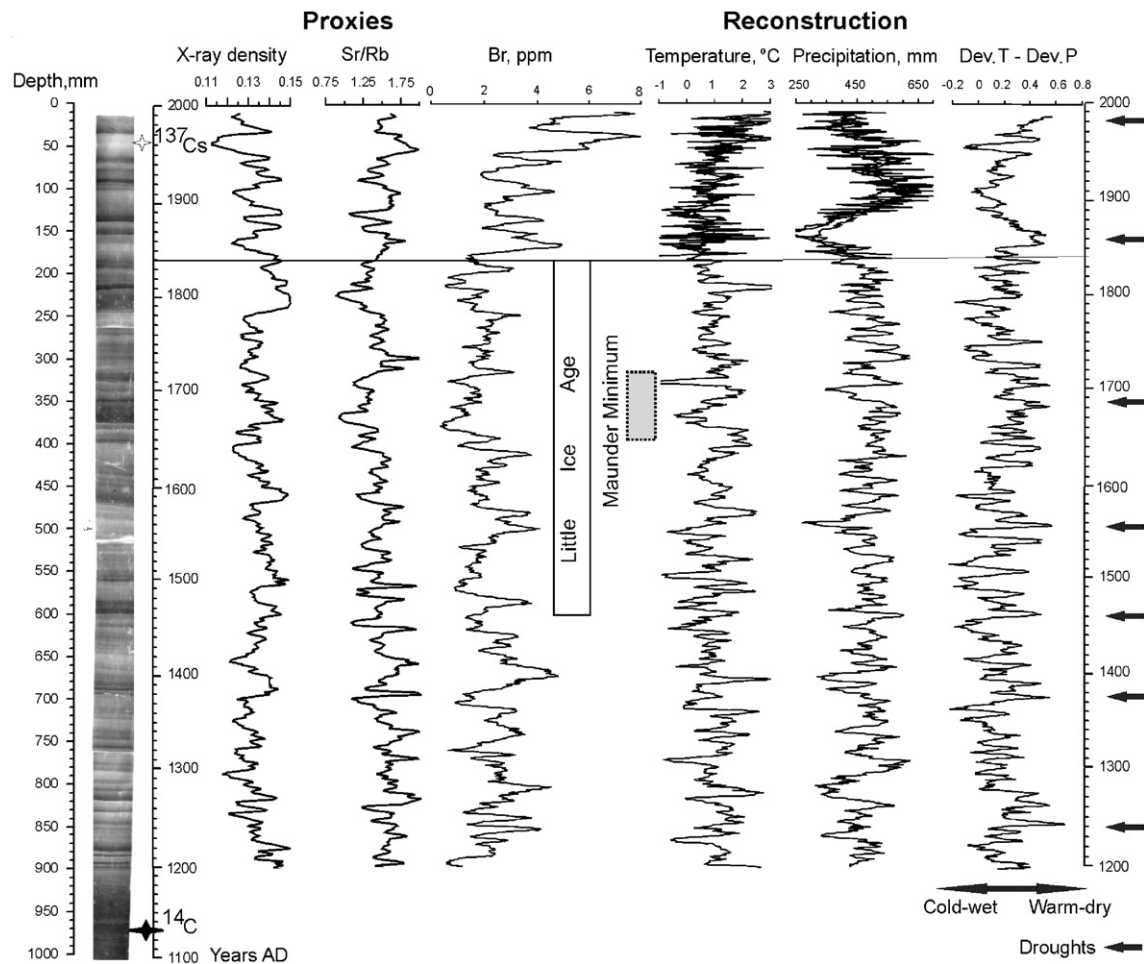 Proxies Reconstruction
X-ray density Sr/Rb Br, ppm Temperature, °C Precipitation, mm Dev.T - Dev.P
Depth,mm 0.11 0.13 0.15 0.75 1.25 1.75 0 2 4 6 8 -1 0 1 2 3 250 450 650 -0.2 0 0.2 0.4 0.6 0.8
0 2000 2000
137Cs
50
100
1900 1900
150
200
1800 1800
250
300
1700 1700
350
400
1600 1600
450
500
1500 1500
550
600
650
1400 1400
700
750
1300 1300
800
850
1200 1200
900
950
14C
1000 1100
Little Ice Age
Maunder Minimum
Cold-wet Warm-dry
Years AD
Droughts